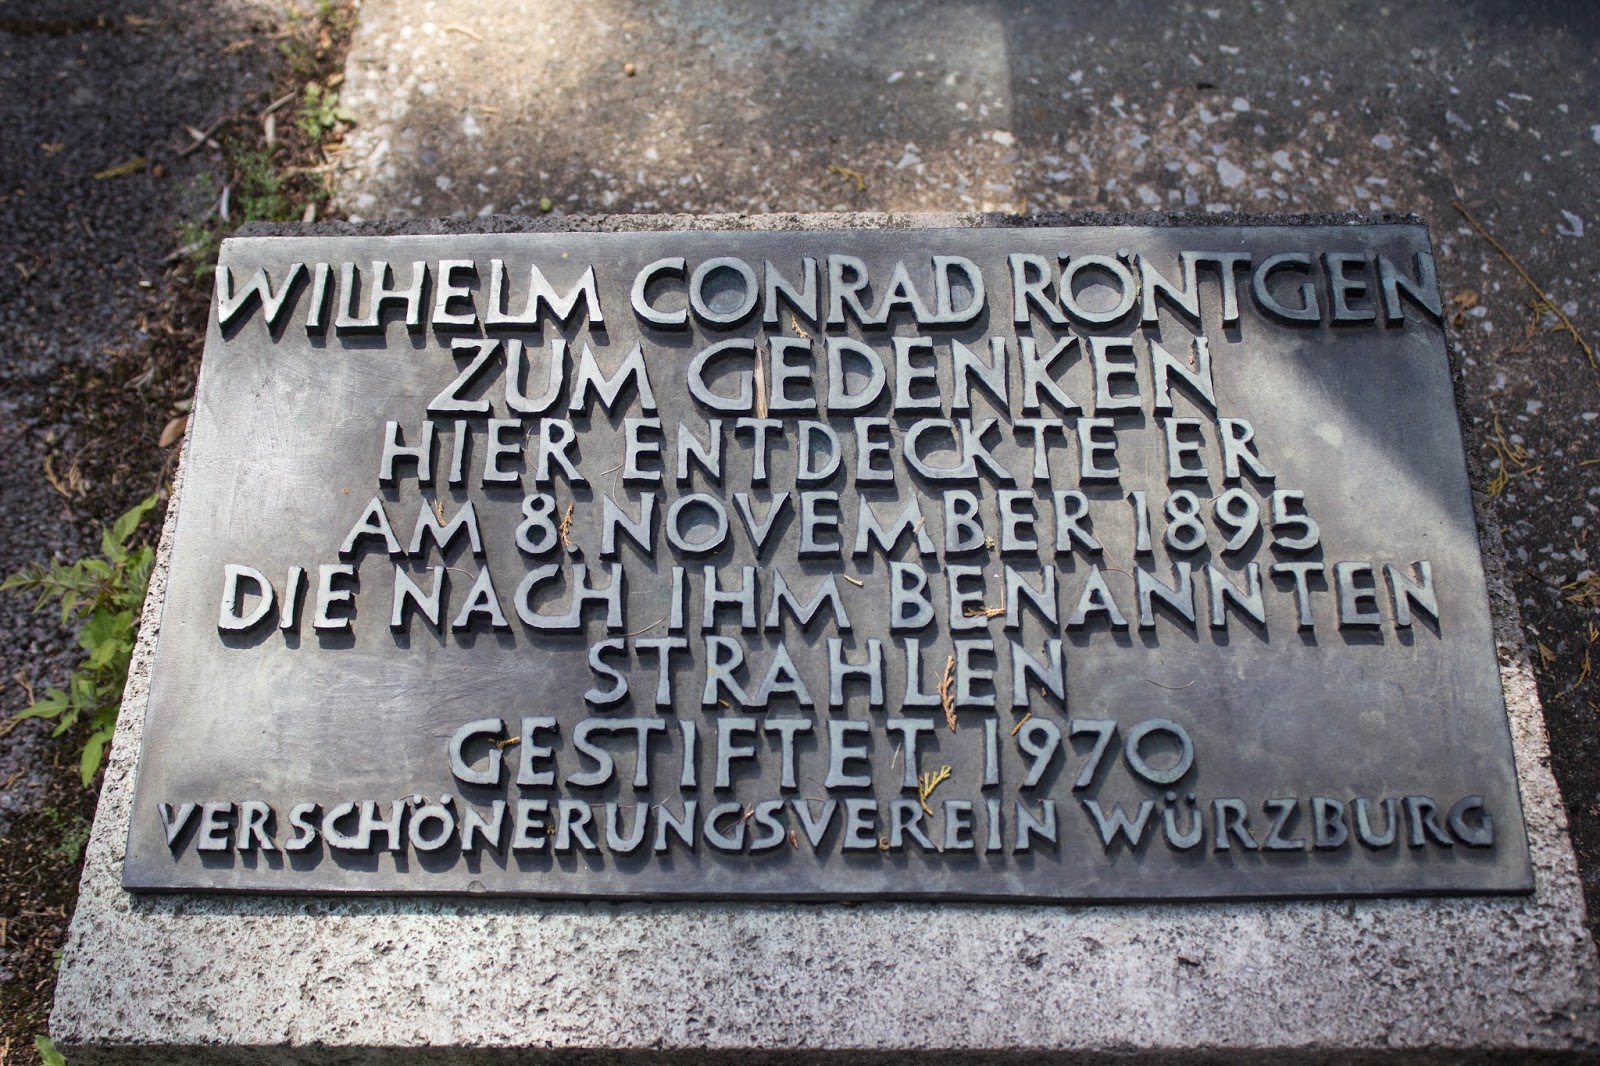 WILHELM CONRAD RÖNTGEN
ZUM GEDENKEN
HIER ENTDECKTE ER
AM 8. NOVEMBER 1895
DIE NACH IHM BENANNTEN
STRAHLEN
GESTIFTET 1970
VERSCHÖNERUNGSVEREIN WÜRZBURG